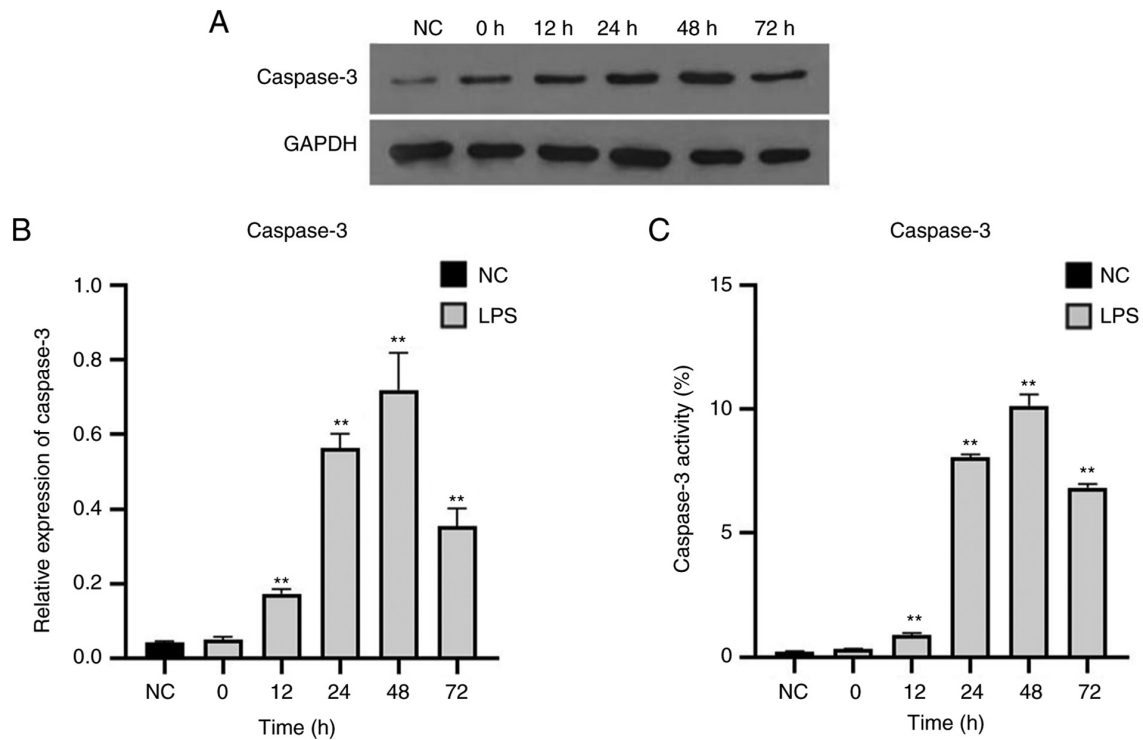 A
NC 0 h 12 h 24 h 48 h 72 h
Caspase-3
GAPDH
B
Caspase-3
NC
LPS
Relative expression of caspase-3
1.0
0.8
0.6
0.4
0.2
0.0
**
**
**
**
NC 0 12 24 48 72
Time (h)
C
Caspase-3
NC
LPS
Caspase-3 activity (%)
15
10
5
0
**
**
**
**
NC 0 12 24 48 72
Time (h)